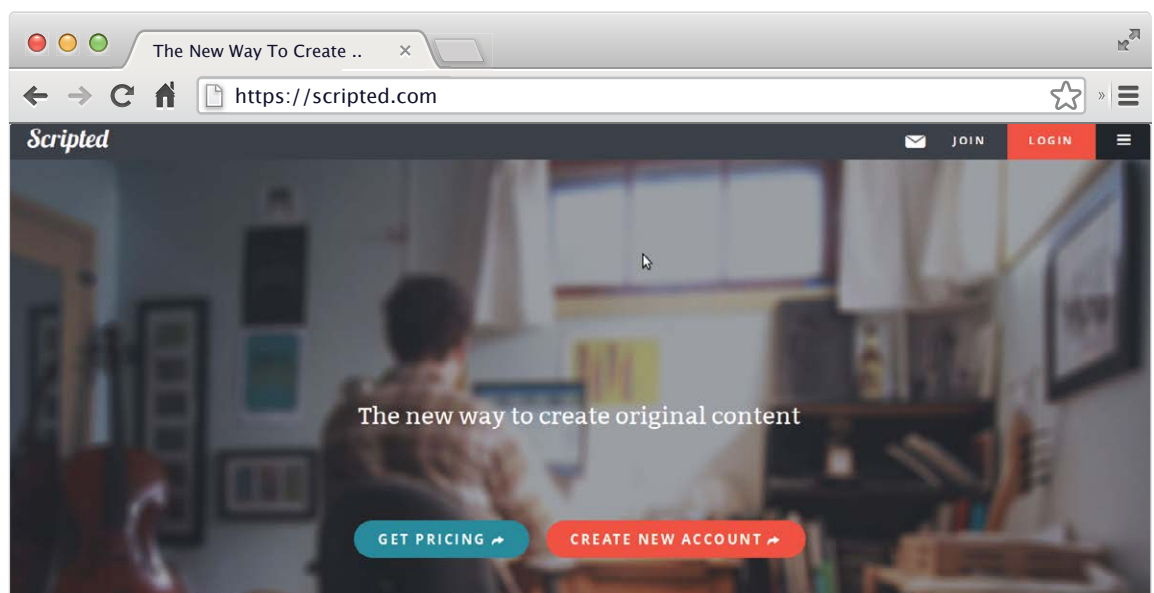 The New Way To Create ..
https://scripted.com
Scripted
JOIN
LOGIN
The new way to create original content
GET PRICING
CREATE NEW ACCOUNT